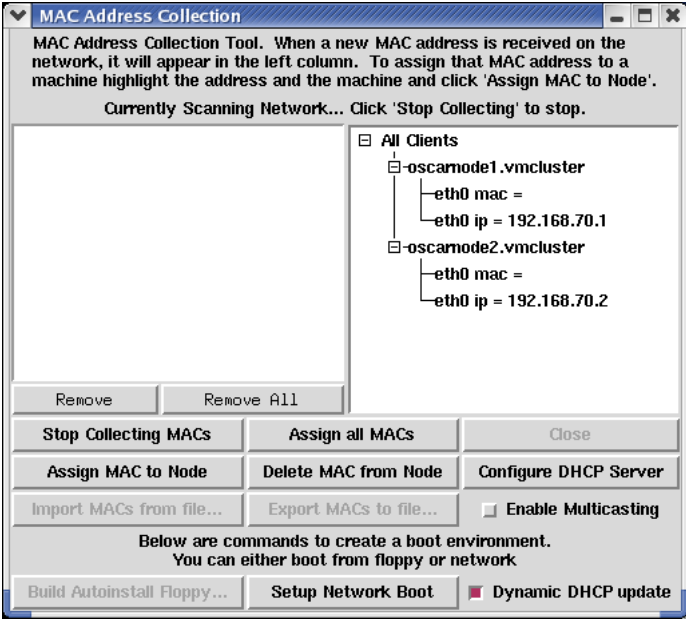 MAC Address Collection
MAC Address Collection Tool. When a new MAC address is received on the
network, it will appear in the left column. To assign that MAC address to a
machine highlight the address and the machine and click 'Assign MAC to Node'.
Currently Scanning Network... Click 'Stop Collecting' to stop.
All Clients
oscarnode1.vmcluster
eth0 mac =
eth0 ip = 192.168.70.1
oscarnode2.vmcluster
eth0 mac =
eth0 ip = 192.168.70.2
Remove Remove All
Stop Collecting MACs Assign all MACs Close
Assign MAC to Node Delete MAC from Node Configure DHCP Server
Import MACs from file... Export MACs to file... Enable Multicasting
Below are commands to create a boot environment.
You can either boot from floppy or network
Build Autoinstall Floppy... Setup Network Boot Dynamic DHCP update